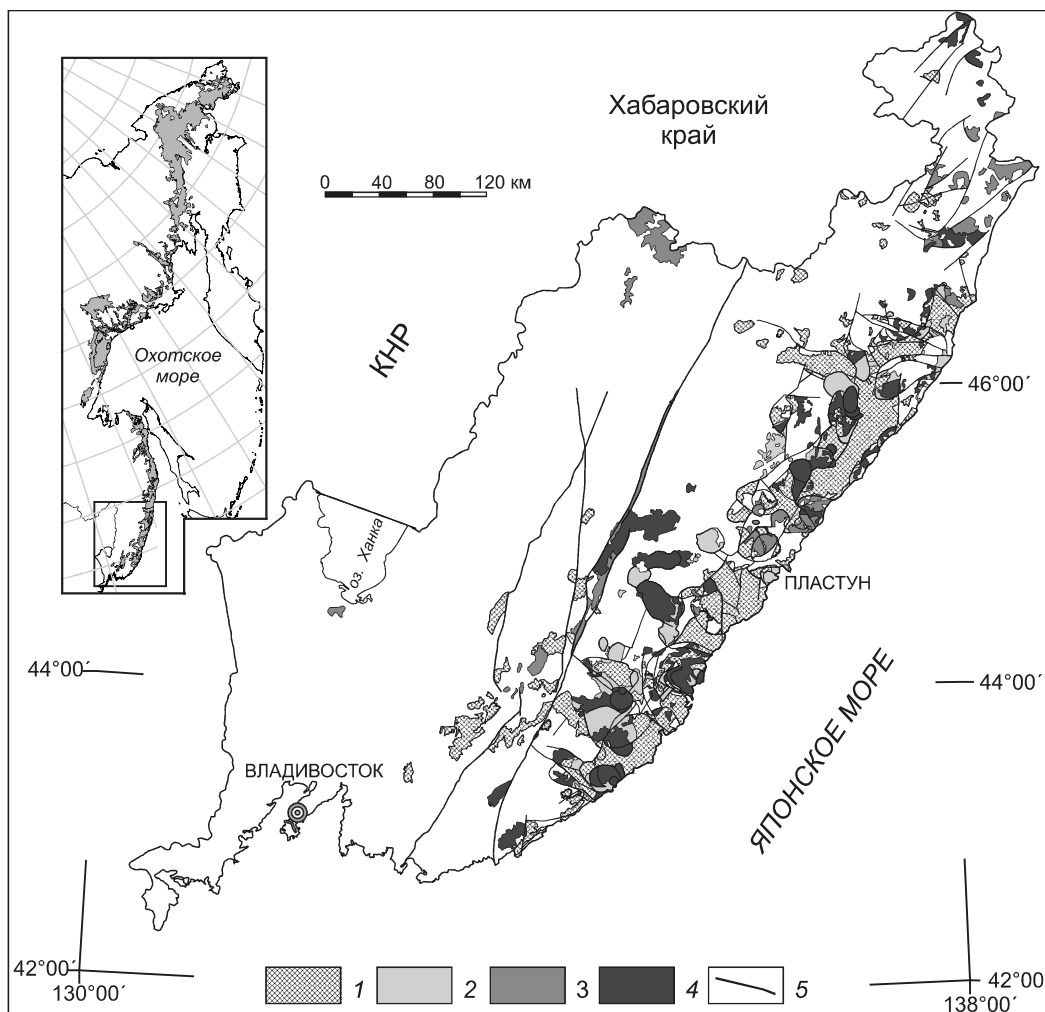 Хабаровский
край
0 40 80 120 км
КНР
Охотское
море
46°00´
оз. Ханка
ПЛАСТУН
44°00´
44°00´
ЯПОНСКОЕ МОРЕ
ВЛАДИВОСТОК
42°00´
130°00´
1 2 3 4 5
42°00´
138°00´